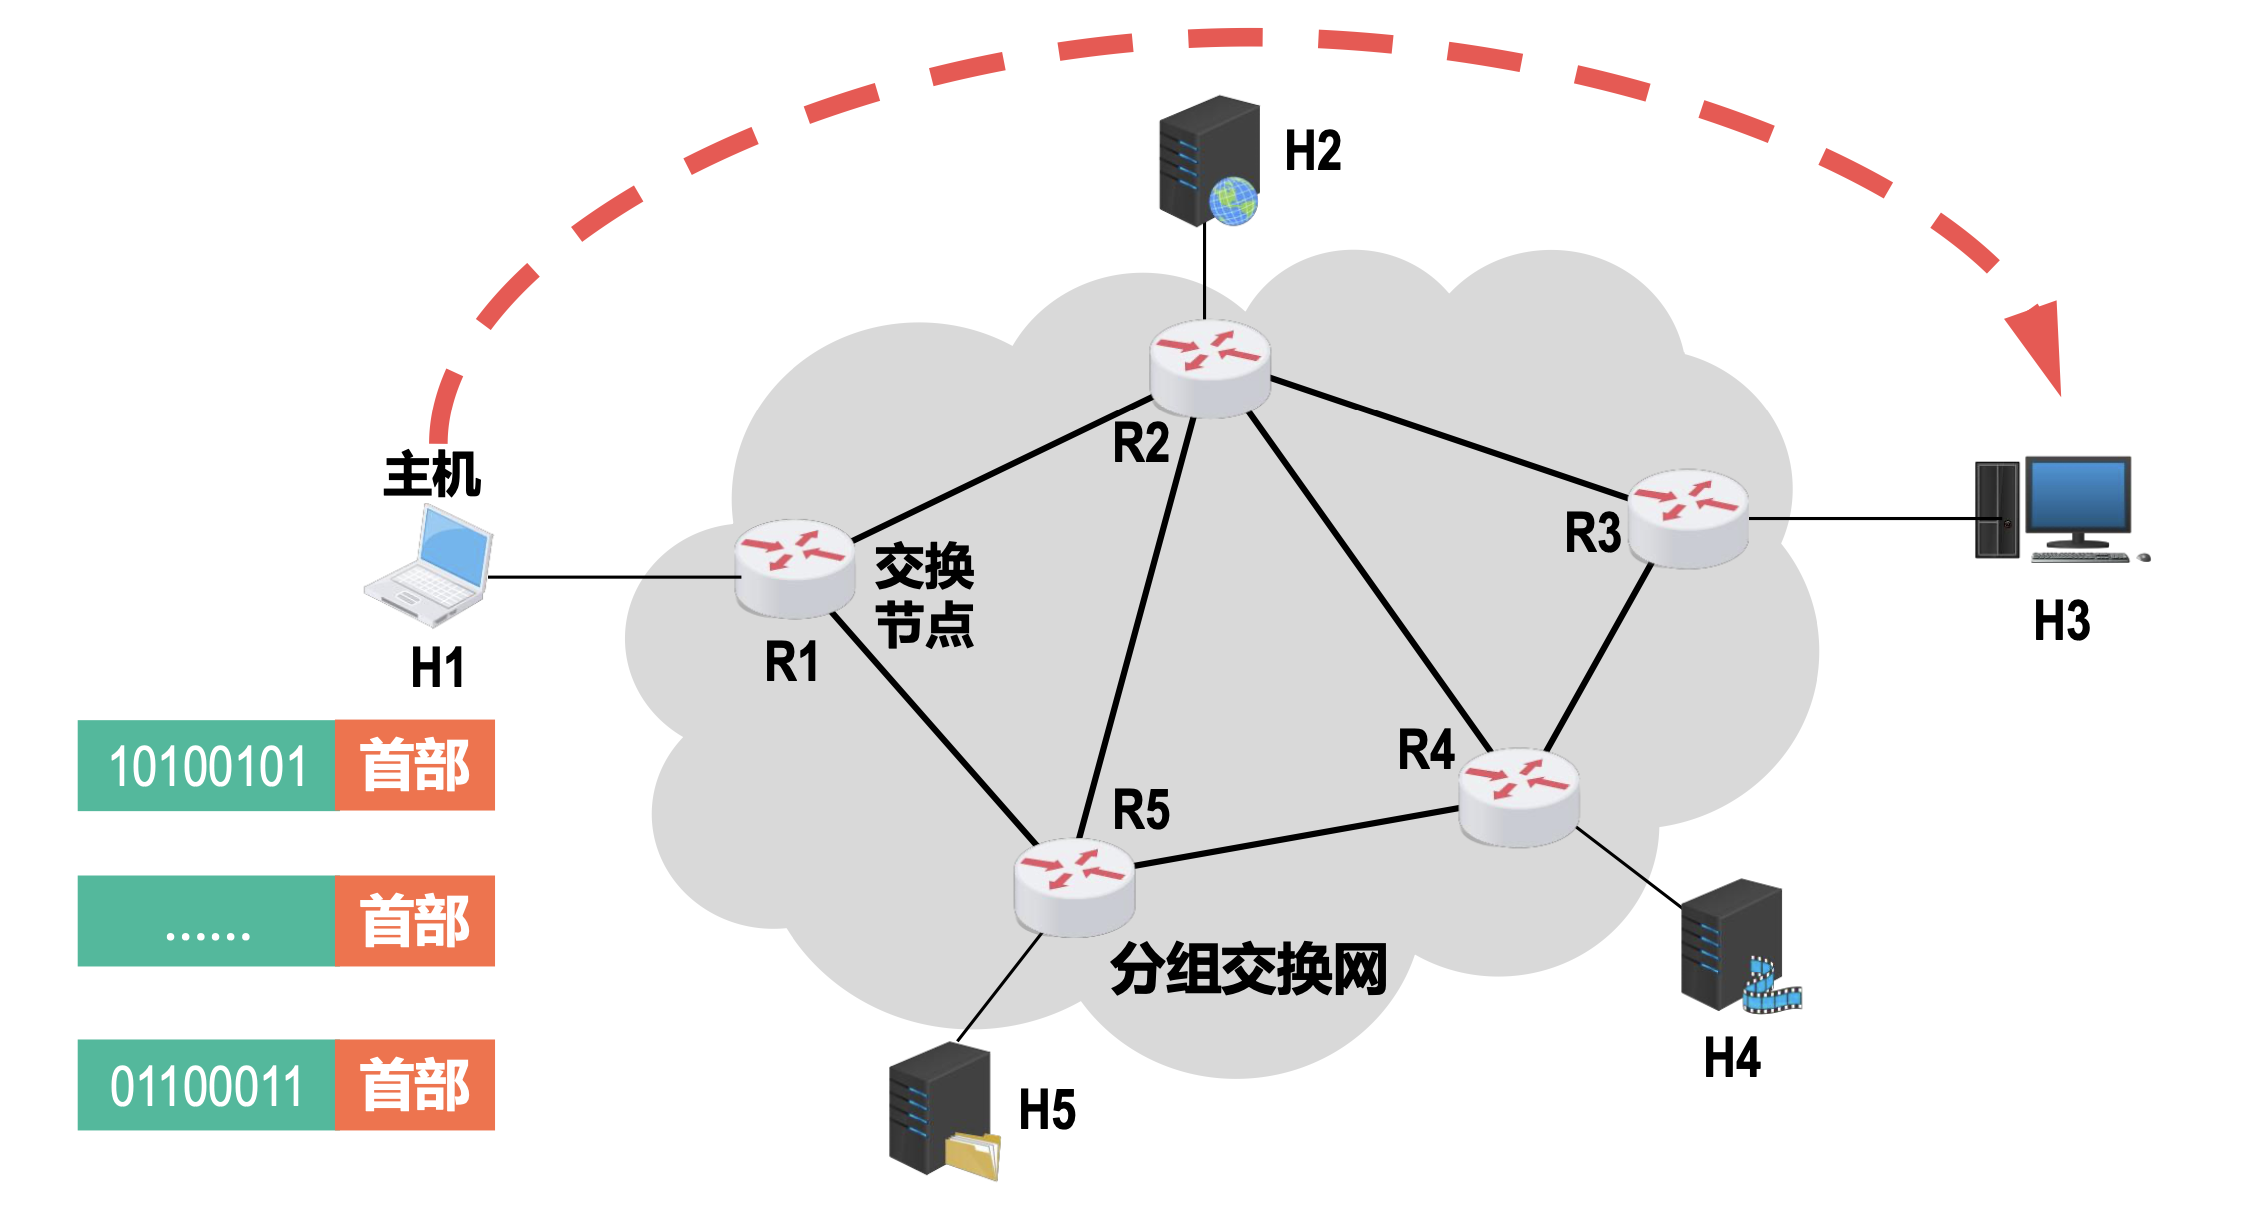 H2
主机
R2
R3
交换
节点
R1
H1
H3
10100101 首部
R4
R5
...... 首部
分组交换网
H4
01100011 首部
H5